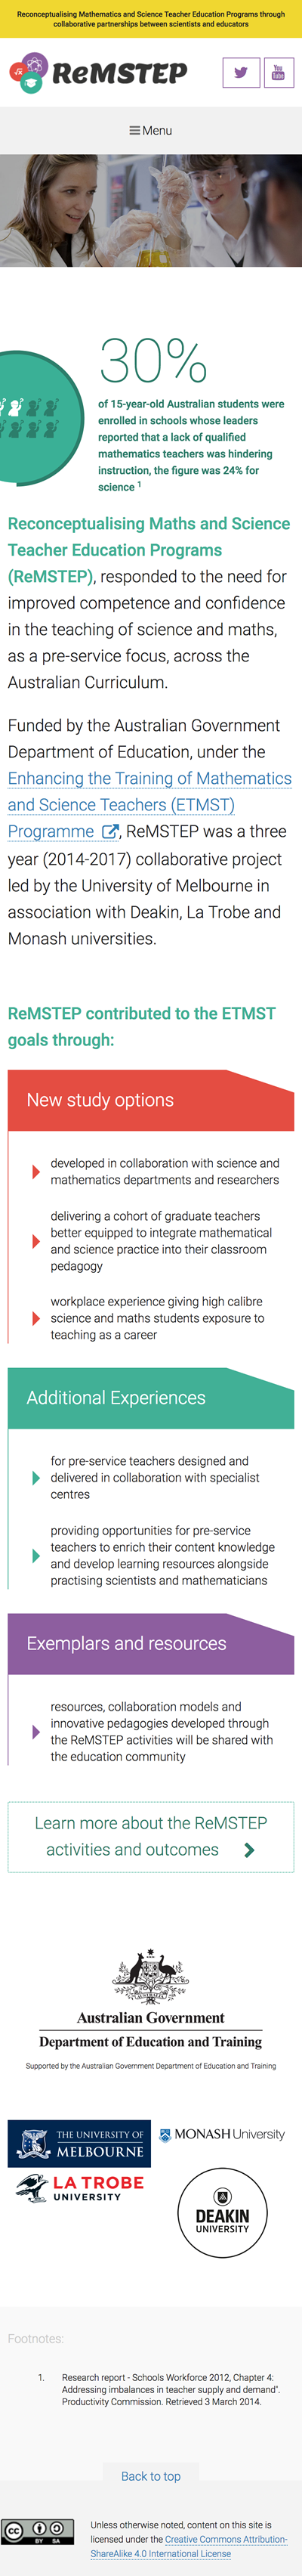 Reconceptualising Mathematics and Science Teacher Education Programs through
collaborative partnerships between scientists and educators
√x
ReMSTEP
You
Tube
Menu
30%
of 15-year-old Australian students were
enrolled in schools whose leaders
reported that a lack of qualified
mathematics teachers was hindering
instruction, the figure was 24% for
science 1
Reconceptualising Maths and Science
Teacher Education Programs
(ReMSTEP), responded to the need for
improved competence and confidence
in the teaching of science and maths,
as a pre-service focus, across the
Australian Curriculum.
Funded by the Australian Government
Department of Education, under the
Enhancing the Training of Mathematics
and Science Teachers (ETMST)
Programme , ReMSTEP was a three
year (2014-2017) collaborative project
led by the University of Melbourne in
association with Deakin, La Trobe and
Monash universities.
ReMSTEP contributed to the ETMST
goals through:
New study options
developed in collaboration with science and
mathematics departments and researchers
delivering a cohort of graduate teachers
better equipped to integrate mathematical
and science practice into their classroom
pedagogy
workplace experience giving high calibre
science and maths students exposure to
teaching as a career
Additional Experiences
for pre-service teachers designed and
delivered in collaboration with specialist
centres
providing opportunities for pre-service
teachers to enrich their content knowledge
and develop learning resources alongside
practising scientists and mathematicians
Exemplars and resources
resources, collaboration models and
innovative pedagogies developed through
the ReMSTEP activities will be shared with
the education community
Learn more about the ReMSTEP
activities and outcomes
Australian Government
Department of Education and Training
Supported by the Australian Government Department of Education and Training
THE UNIVERSITY OF
MELBOURNE
MONASH University
LA TROBE
UNIVERSITY
DEAKIN
UNIVERSITY
Footnotes:
1. Research report - Schools Workforce 2012, Chapter 4:
Addressing imbalances in teacher supply and demand".
Productivity Commission. Retrieved 3 March 2014.
Back to top
cc
BY SA
Unless otherwise noted, content on this site is
licensed under the Creative Commons Attribution-
ShareAlike 4.0 International License